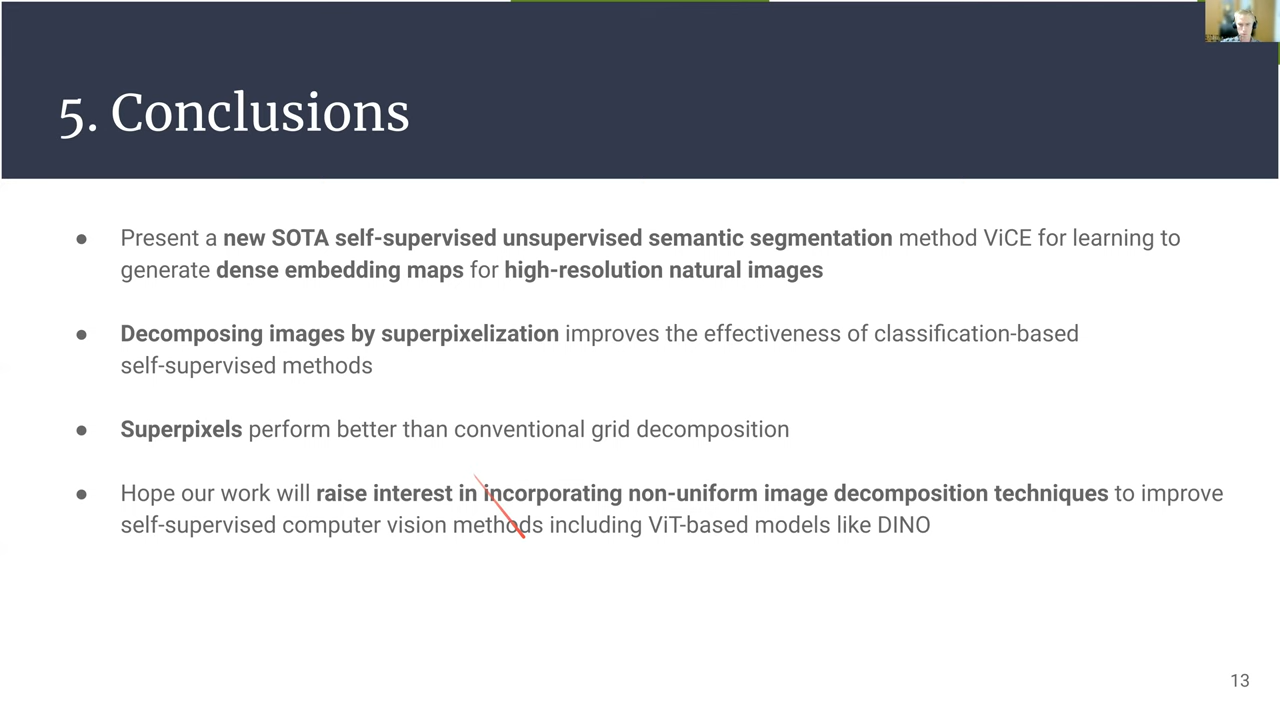 5. Conclusions
● Present a new SOTA self-supervised unsupervised semantic segmentation method ViCE for learning to
generate dense embedding maps for high-resolution natural images
● Decomposing images by superpixelization improves the effectiveness of classification-based
self-supervised methods
● Superpixels perform better than conventional grid decomposition
● Hope our work will raise interest in incorporating non-uniform image decomposition techniques to improve
self-supervised computer vision methods including ViT-based models like DINO
13